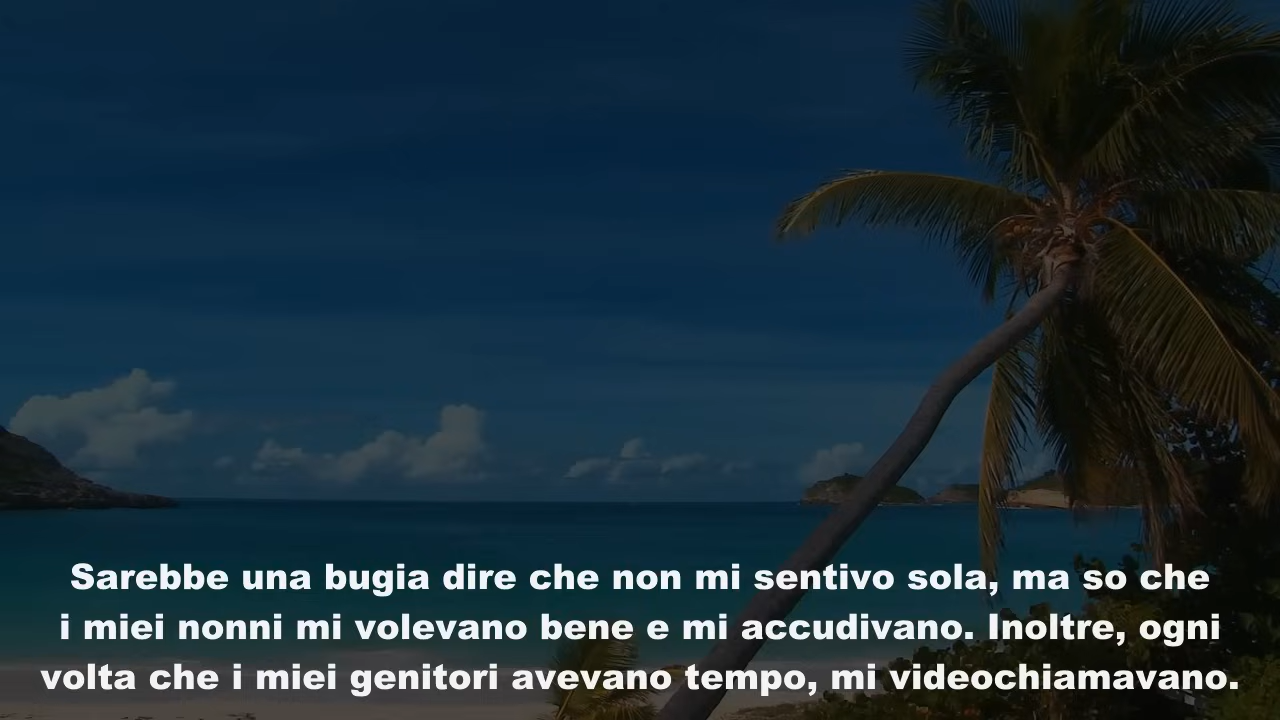 Sarebbe una bugia dire che non mi sentivo sola, ma so che
i miei nonni mi volevano bene e mi accudivano. Inoltre, ogni
volta che i miei genitori avevano tempo, mi videochiamavano.